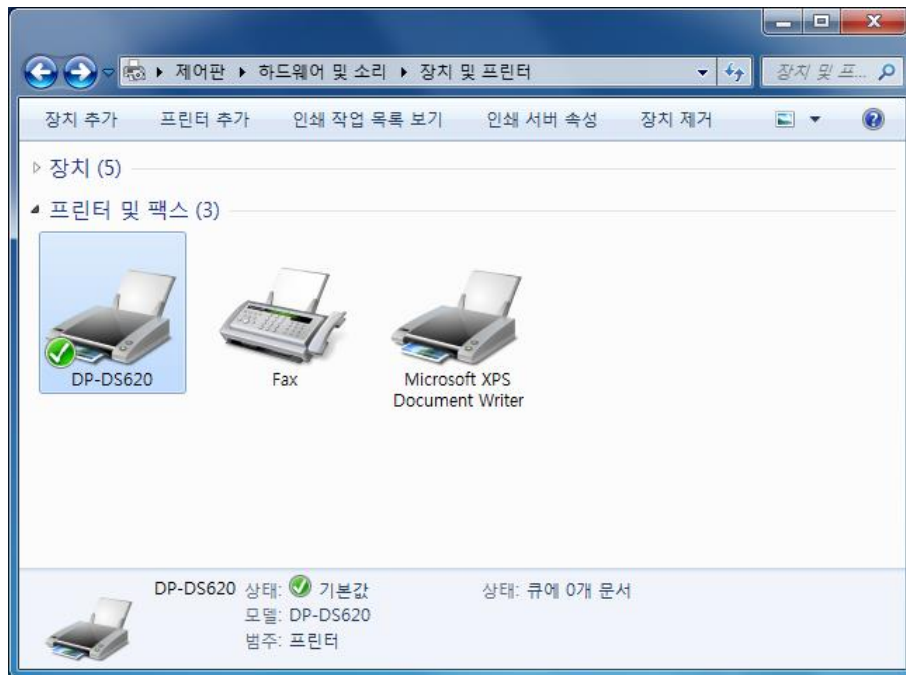 제어판 ▸ 하드웨어 및 소리 ▸ 장치 및 프린터
장치 및 프...
장치 추가 프린터 추가 인쇄 작업 목록 보기 인쇄 서버 속성 장치 제거
장치 (5)
프린터 및 팩스 (3)
DP-DS620
Fax
Microsoft XPS
Document Writer
DP-DS620 상태: 기본값 상태: 큐에 0개 문서
모델: DP-DS620
범주: 프린터